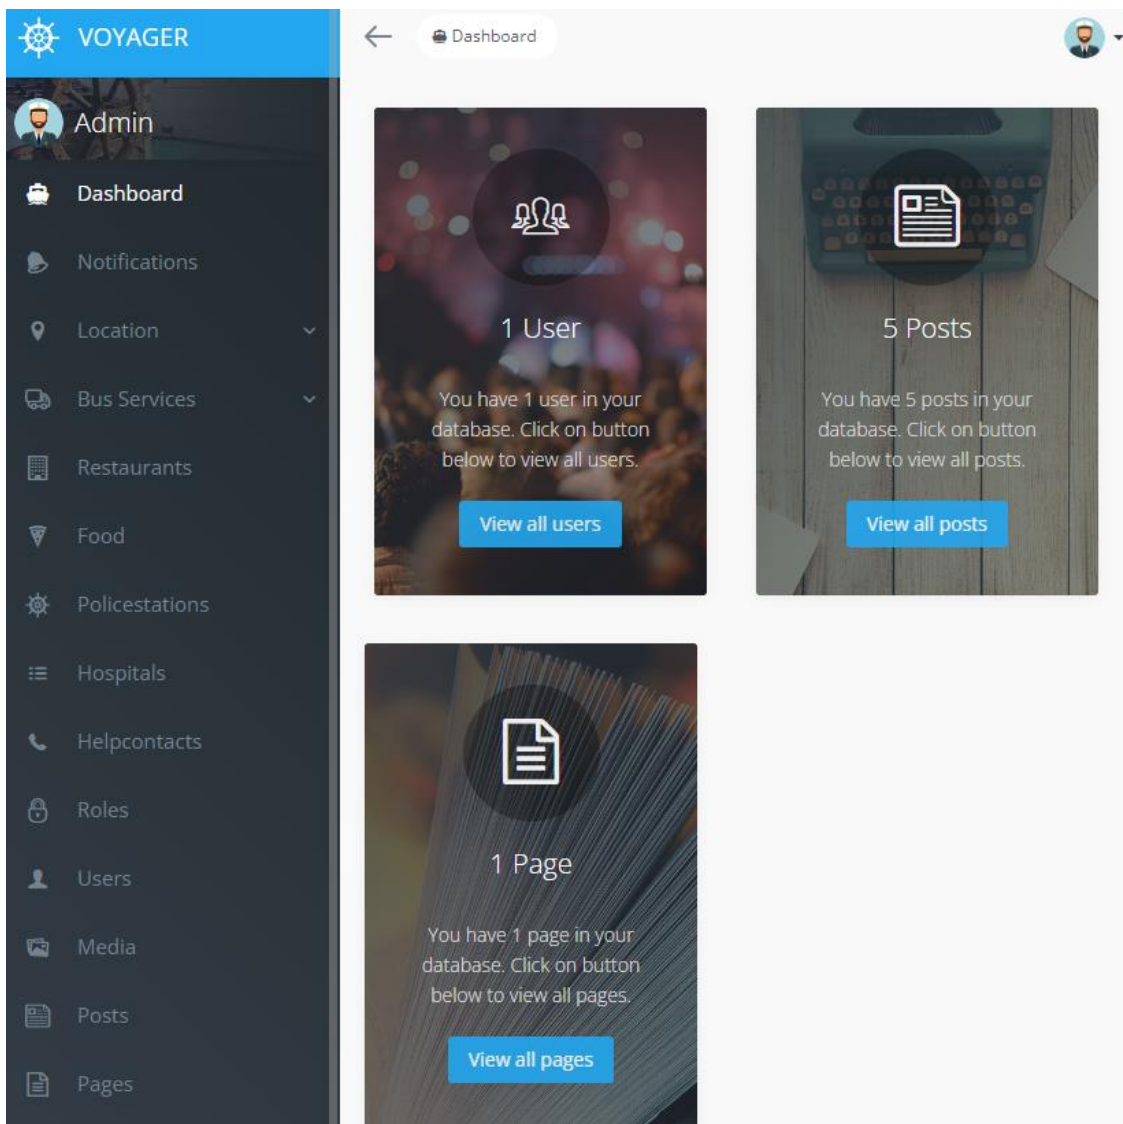 VOYAGER
Admin
Dashboard
Notifications
Location
Bus Services
Restaurants
Food
Policestations
Hospitals
Helpcontacts
Roles
Users
Media
Posts
Pages
Dashboard
1 User
You have 1 user in your
database. Click on button
below to view all users.
View all users
5 Posts
You have 5 posts in your
database. Click on button
below to view all posts.
View all posts
1 Page
You have 1 page in your
database. Click on button
below to view all pages.
View all pages